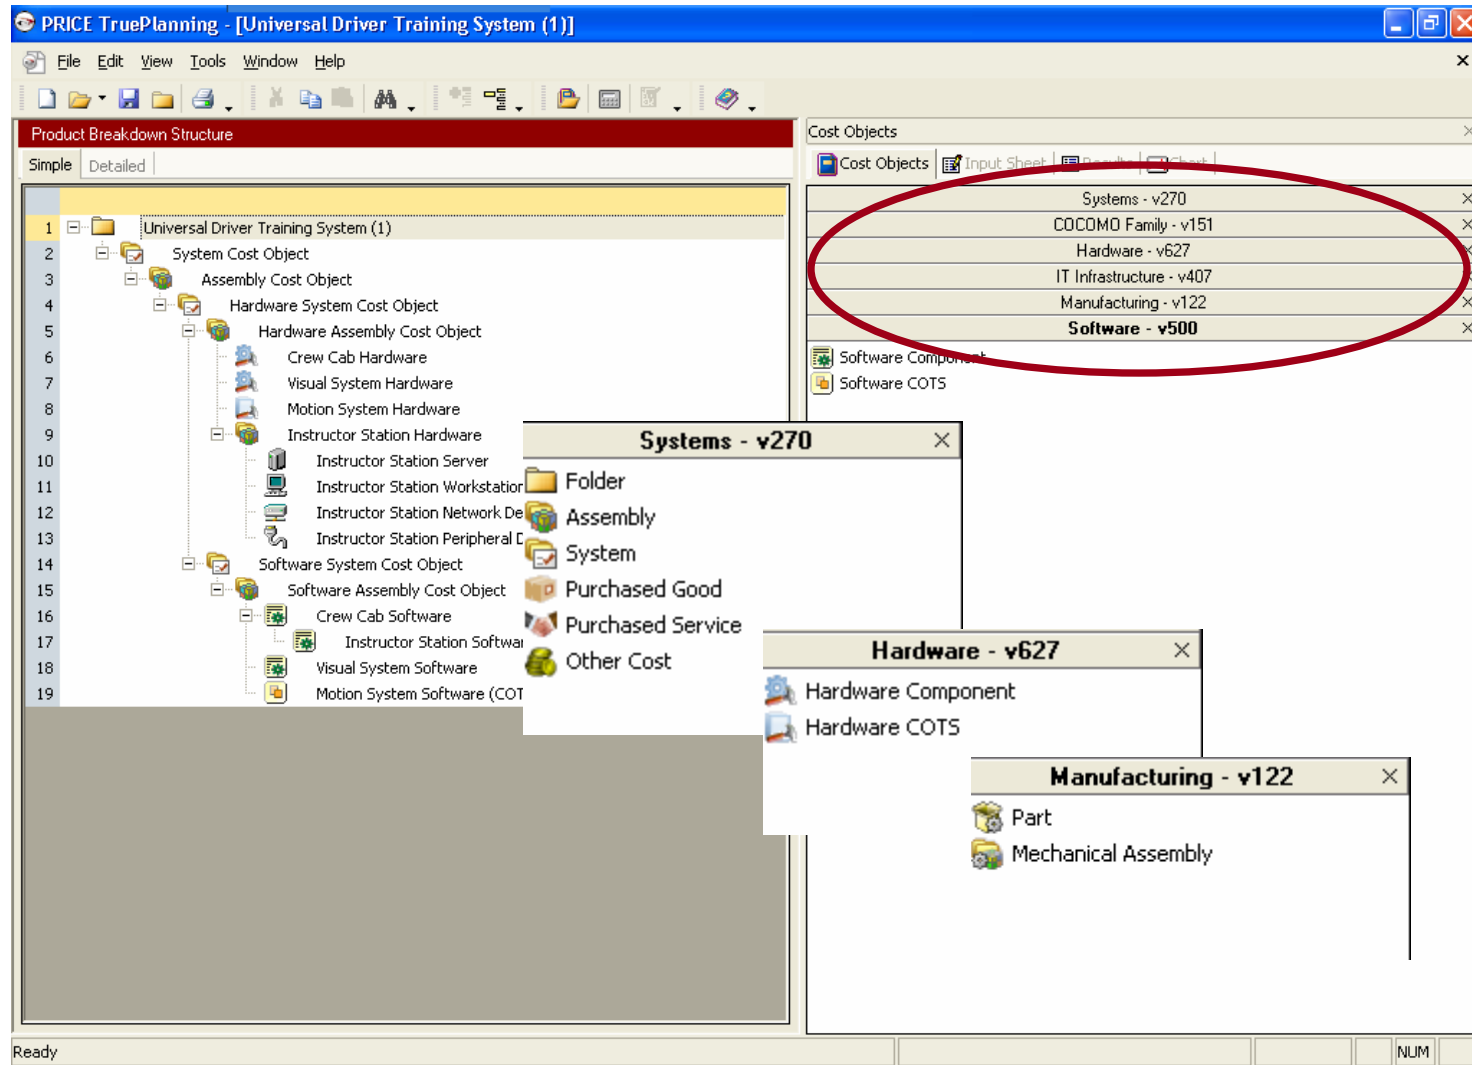 PRICE TruePlanning - [Universal Driver Training System (1)]
File Edit View Tools Window Help
Product Breakdown Structure
Simple Detailed
1 Universal Driver Training System (1)
2 System Cost Object
3 Assembly Cost Object
4 Hardware System Cost Object
5 Hardware Assembly Cost Object
6 Crew Cab Hardware
7 Visual System Hardware
8 Motion System Hardware
9 Instructor Station Hardware
10 Instructor Station Server
11 Instructor Station Workstation
12 Instructor Station Network De
13 Instructor Station Peripheral D
14 Software System Cost Object
15 Software Assembly Cost Object
16 Crew Cab Software
17 Instructor Station Softwar
18 Visual System Software
19 Motion System Software (COT
Cost Objects
Cost Objects Input Sheet Results Chart
Systems - v270
COCOMO Family - v151
Hardware - v627
IT Infrastructure - v407
Manufacturing - v122
Software - v500
Software Component
Software COTS
Systems - v270
Folder
Assembly
System
Purchased Good
Purchased Service
Other Cost
Hardware - v627
Hardware Component
Hardware COTS
Manufacturing - v122
Part
Mechanical Assembly
Ready
NUM